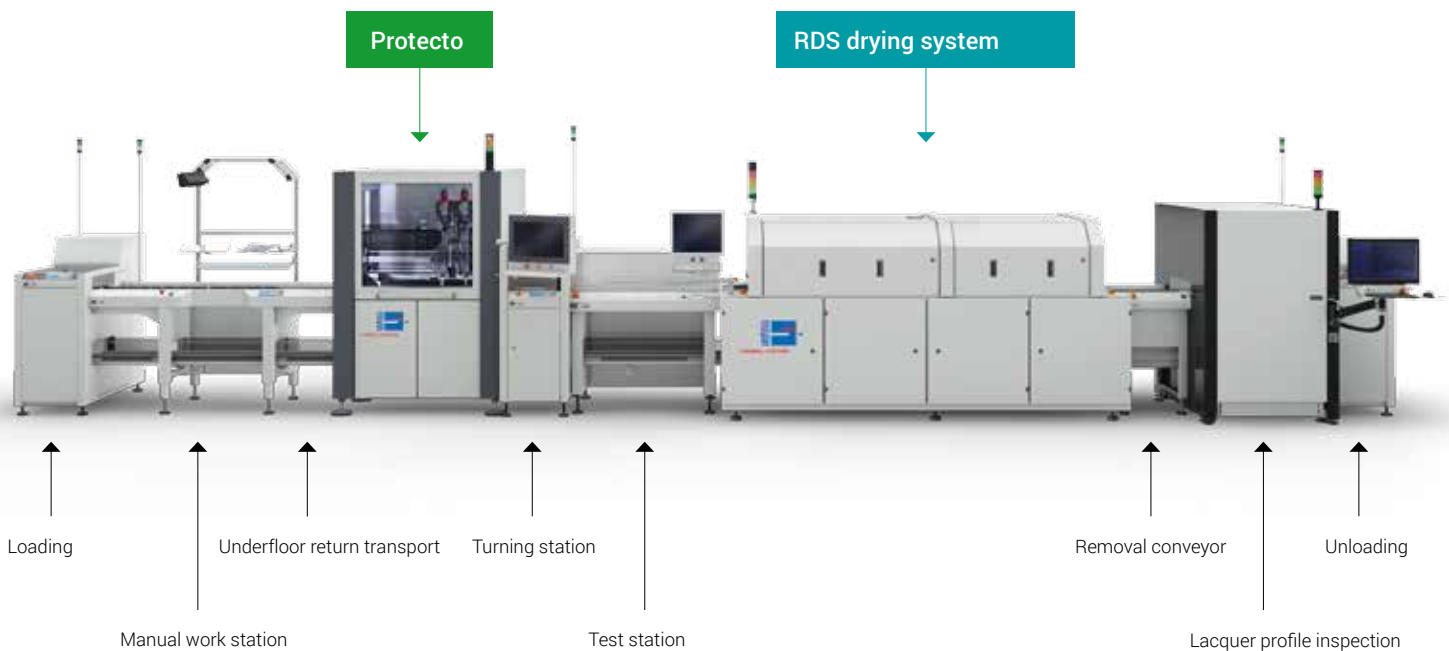 Protecto
RDS drying system
Loading
Underfloor return transport
Turning station
Removal conveyor
Unloading
Manual work station
Test station
Lacquer profile inspection